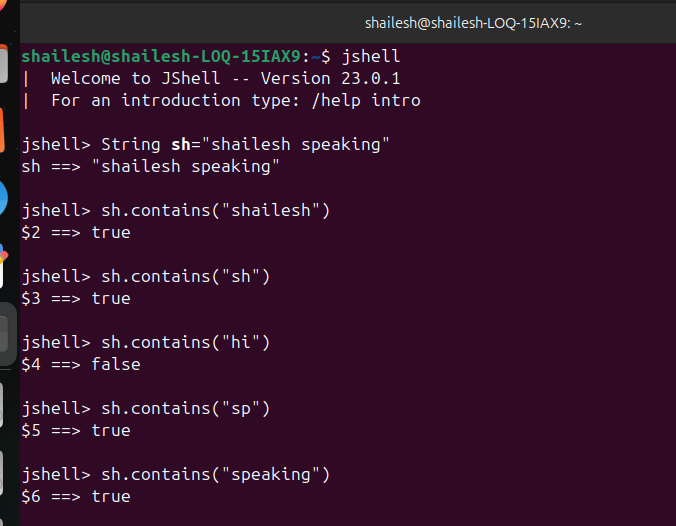 shailesh@shailesh-LOQ-15IAX9: ~
shailesh@shailesh-LOQ-15IAX9:~$ jshell
|  Welcome to JShell -- Version 23.0.1
|  For an introduction type: /help intro
jshell> String sh="shailesh speaking"
sh ==> "shailesh speaking"
jshell> sh.contains("shailesh")
$2 ==> true
jshell> sh.contains("sh")
$3 ==> true
jshell> sh.contains("hi")
$4 ==> false
jshell> sh.contains("sp")
$5 ==> true
jshell> sh.contains("speaking")
$6 ==> true